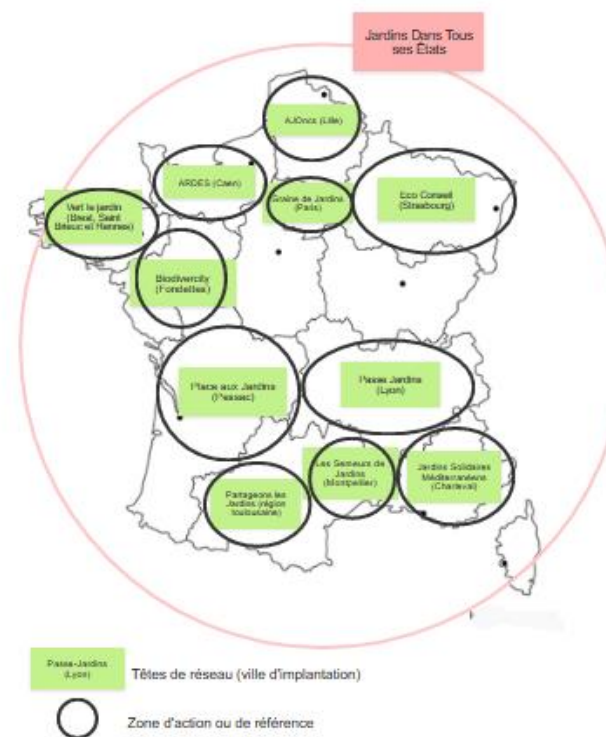 Jardins Dans Tous
ses États
AJOncs (Lille)
ARDES (Caen)
Graine de Jardins
(Paris)
Eco Conseil
(Strasbourg)
Vert le jardin
(Brest, Saint
Brieuc et Rennes)
Biodivercity
(Fondettes)
Place aux Jardins
(Pessac)
Passe Jardins
(Lyon)
Les Semeurs de
Jardins
(Montpellier)
Jardins Solidaires
Méditerranéens
(Charleval)
Partageons les
Jardins (région
toulousaine)
Passe-Jardins
(Lyon)
Têtes de réseau (ville d'implantation)
Zone d'action ou de référence